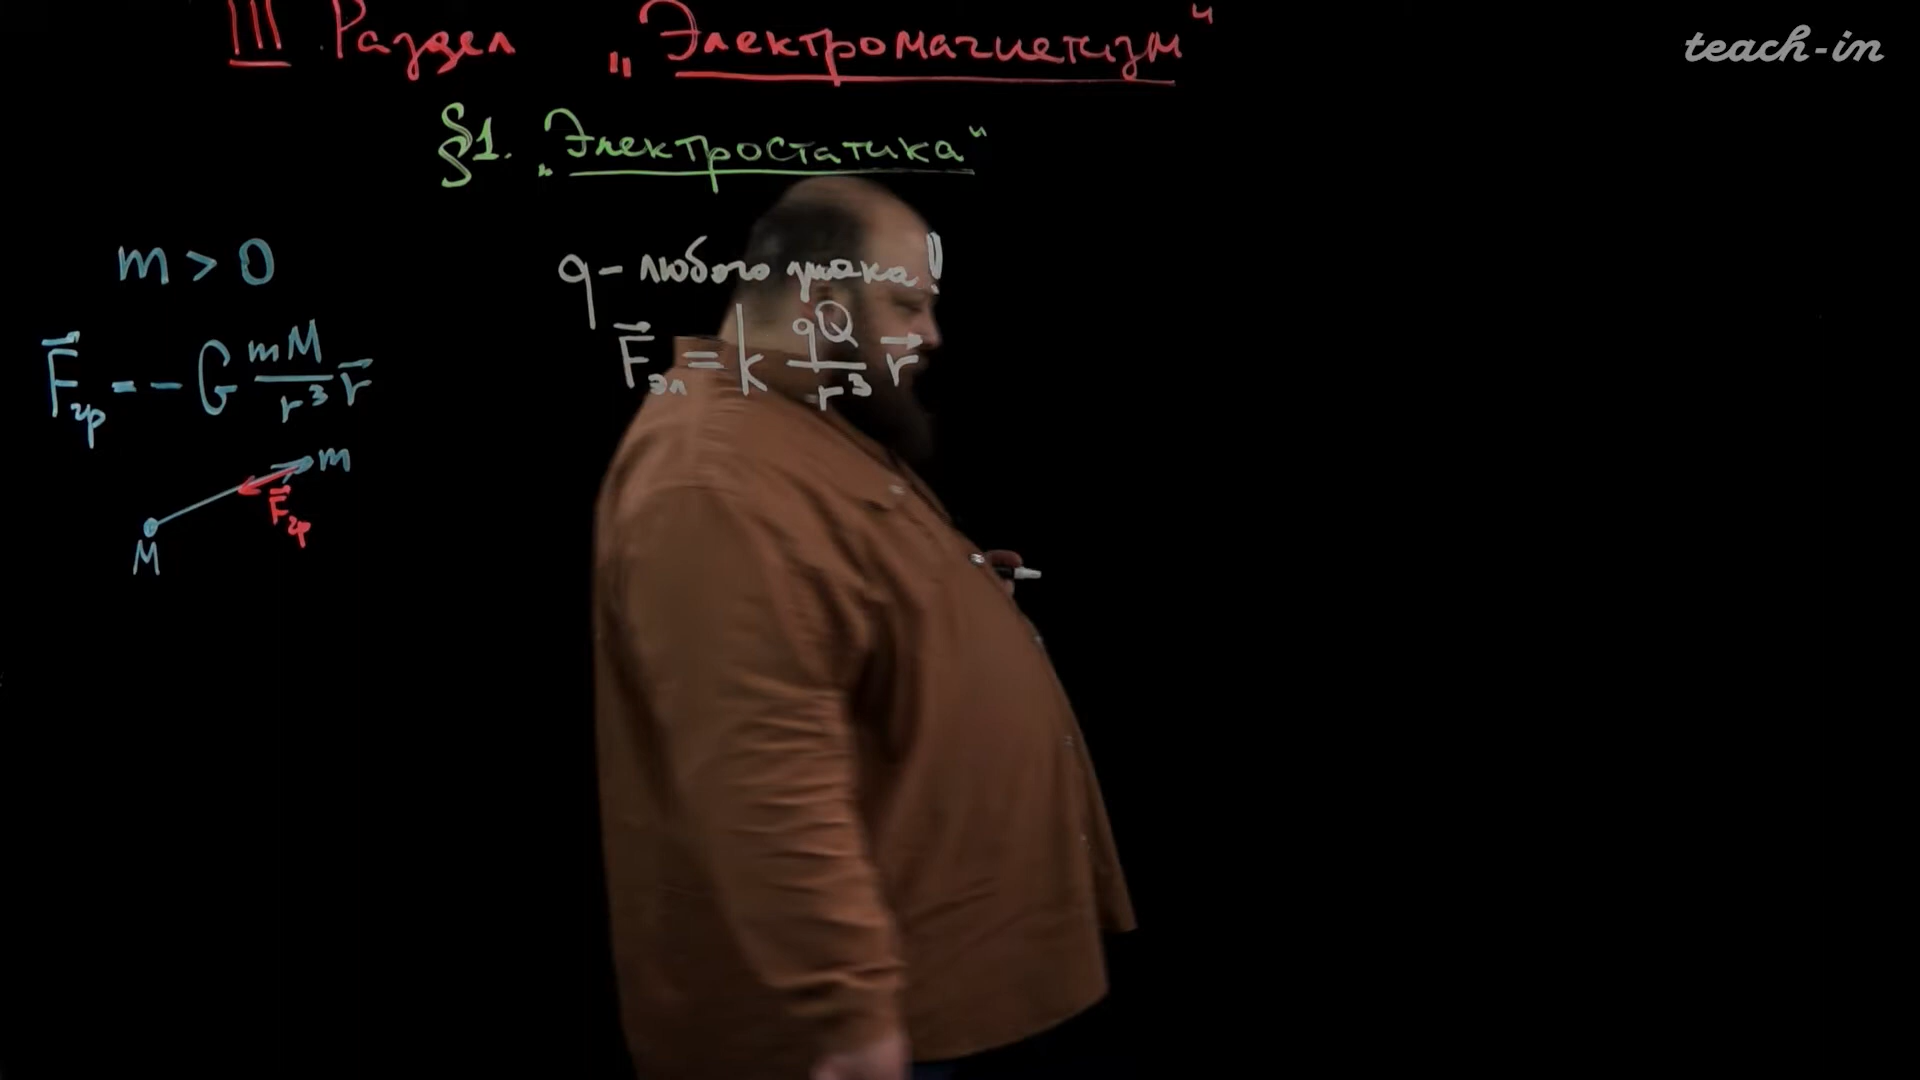 III Раздел „Электромагнетизм“
teach-in
§1. „Электростатика“
m > 0
q - любого знака!
F⃗гр = - G mM/r³ r⃗
F⃗эл = k qQ/r³ r⃗
m
F⃗гр
M